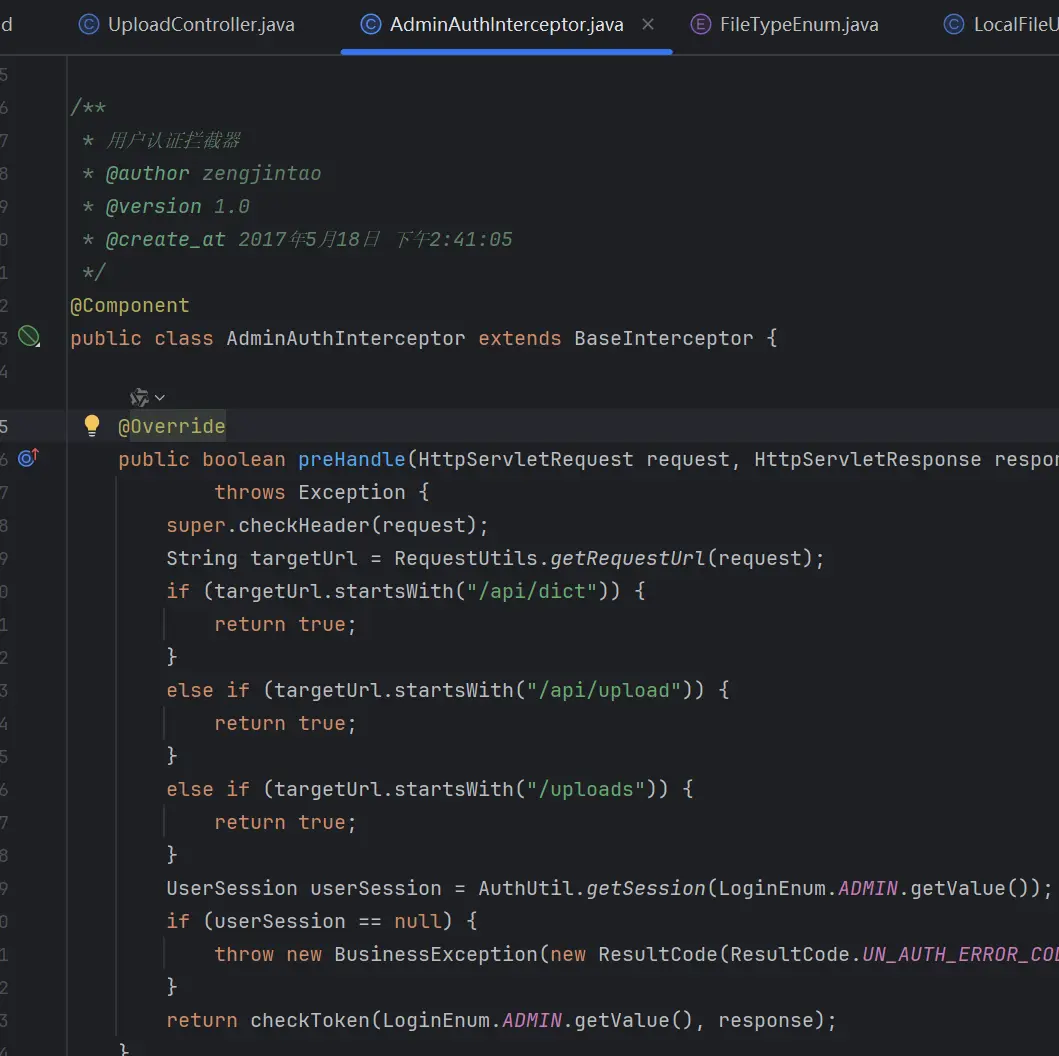 d UploadController.java AdminAuthInterceptor.java × FileTypeEnum.java LocalFileU
5
6 /**
7 * 用户认证拦截器
8 * @author zengjintao
9 * @version 1.0
0 * @create_at 2017年5月18日 下午2:41:05
1 */
2 @Component
3 public class AdminAuthInterceptor extends BaseInterceptor {
4
5 @Override
6 public boolean preHandle(HttpServletRequest request, HttpServletResponse respon
7 throws Exception {
8 super.checkHeader(request);
9 String targetUrl = RequestUtils.getRequestUrl(request);
0 if (targetUrl.startsWith("/api/dict")) {
1 return true;
2 }
3 else if (targetUrl.startsWith("/api/upload")) {
4 return true;
5 }
6 else if (targetUrl.startsWith("/uploads")) {
7 return true;
8 }
9 UserSession userSession = AuthUtil.getSession(LoginEnum.ADMIN.getValue());
0 if (userSession == null) {
1 throw new BusinessException(new ResultCode(ResultCode.UN_AUTH_ERROR_COD
2 }
3 return checkToken(LoginEnum.ADMIN.getValue(), response);
4 }